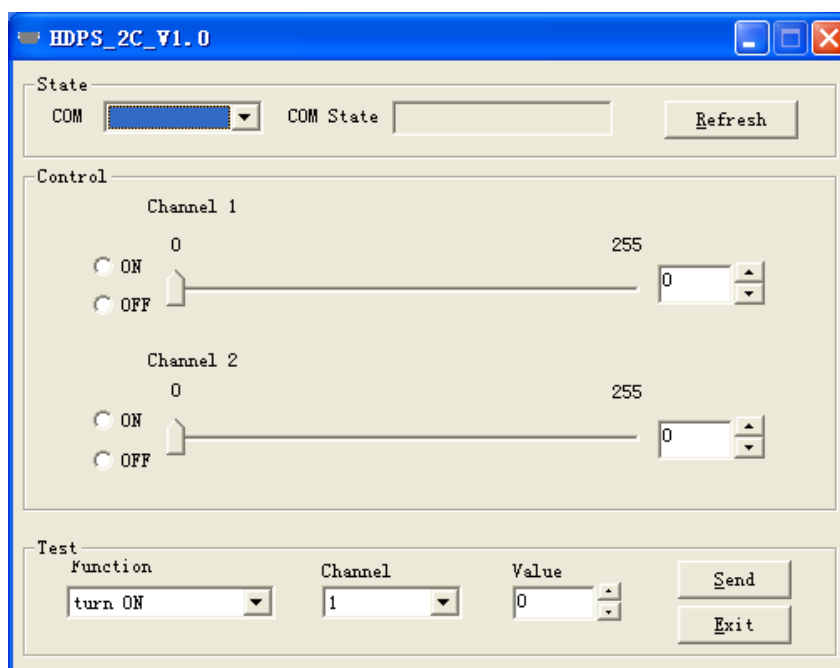 HDPS_2C_V1.0
State
COM
COM State
Refresh
Control
Channel 1
0 255
ON
0
OFF
Channel 2
0 255
ON
0
OFF
Test
Function Channel Value
turn ON 1 0
Send
Exit